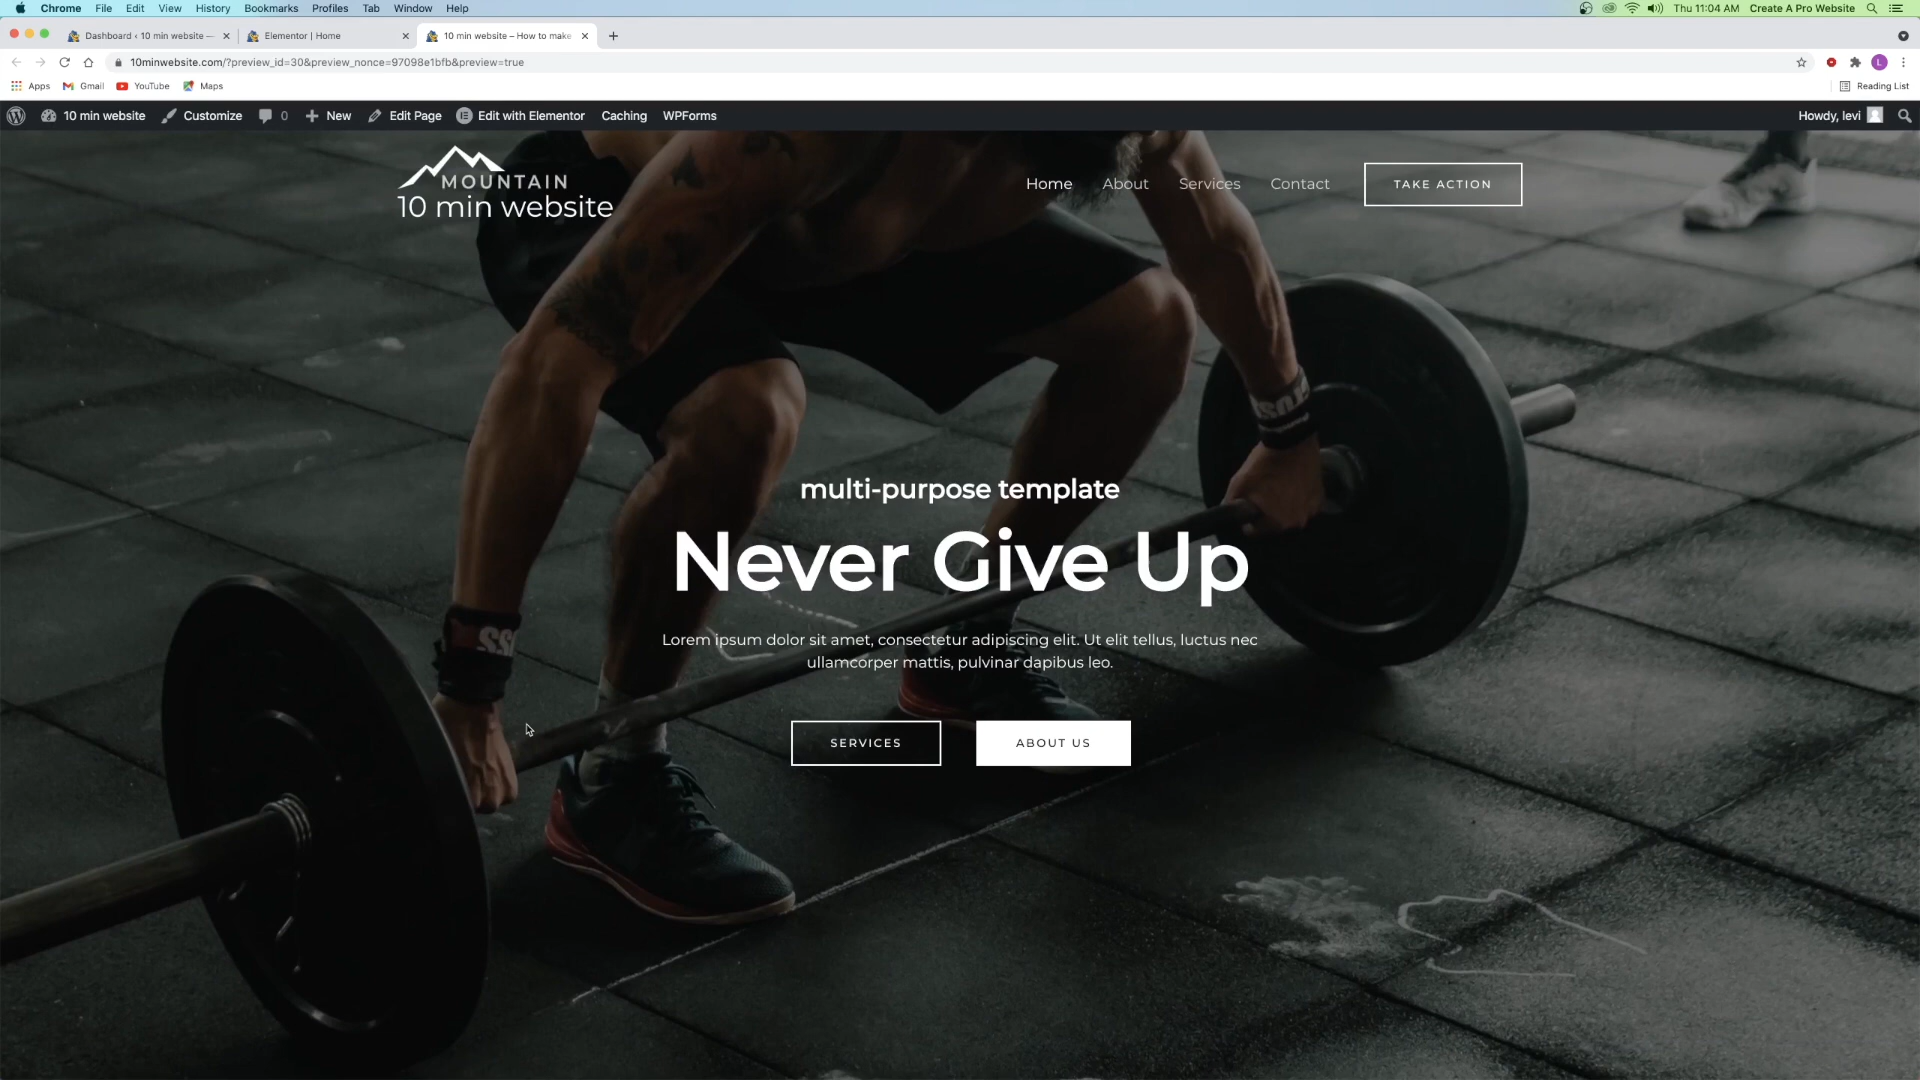 Chrome File Edit View History Bookmarks Profiles Tab Window Help Thu 11:04 AM Create A Pro Website
Dashboard ‹ 10 min website — Elementor | Home 10 min website – How to make
10minwebsite.com/?preview_id=30&preview_nonce=97098e1bfb&preview=true L
Apps Gmail YouTube Maps Reading List
10 min website Customize 0 New Edit Page Edit with Elementor Caching WPForms Howdy, levi
MOUNTAIN
10 min website
Home About Services Contact TAKE ACTION
multi-purpose template
Never Give Up
Lorem ipsum dolor sit amet, consectetur adipiscing elit. Ut elit tellus, luctus nec
ullamcorper mattis, pulvinar dapibus leo.
SERVICES ABOUT US